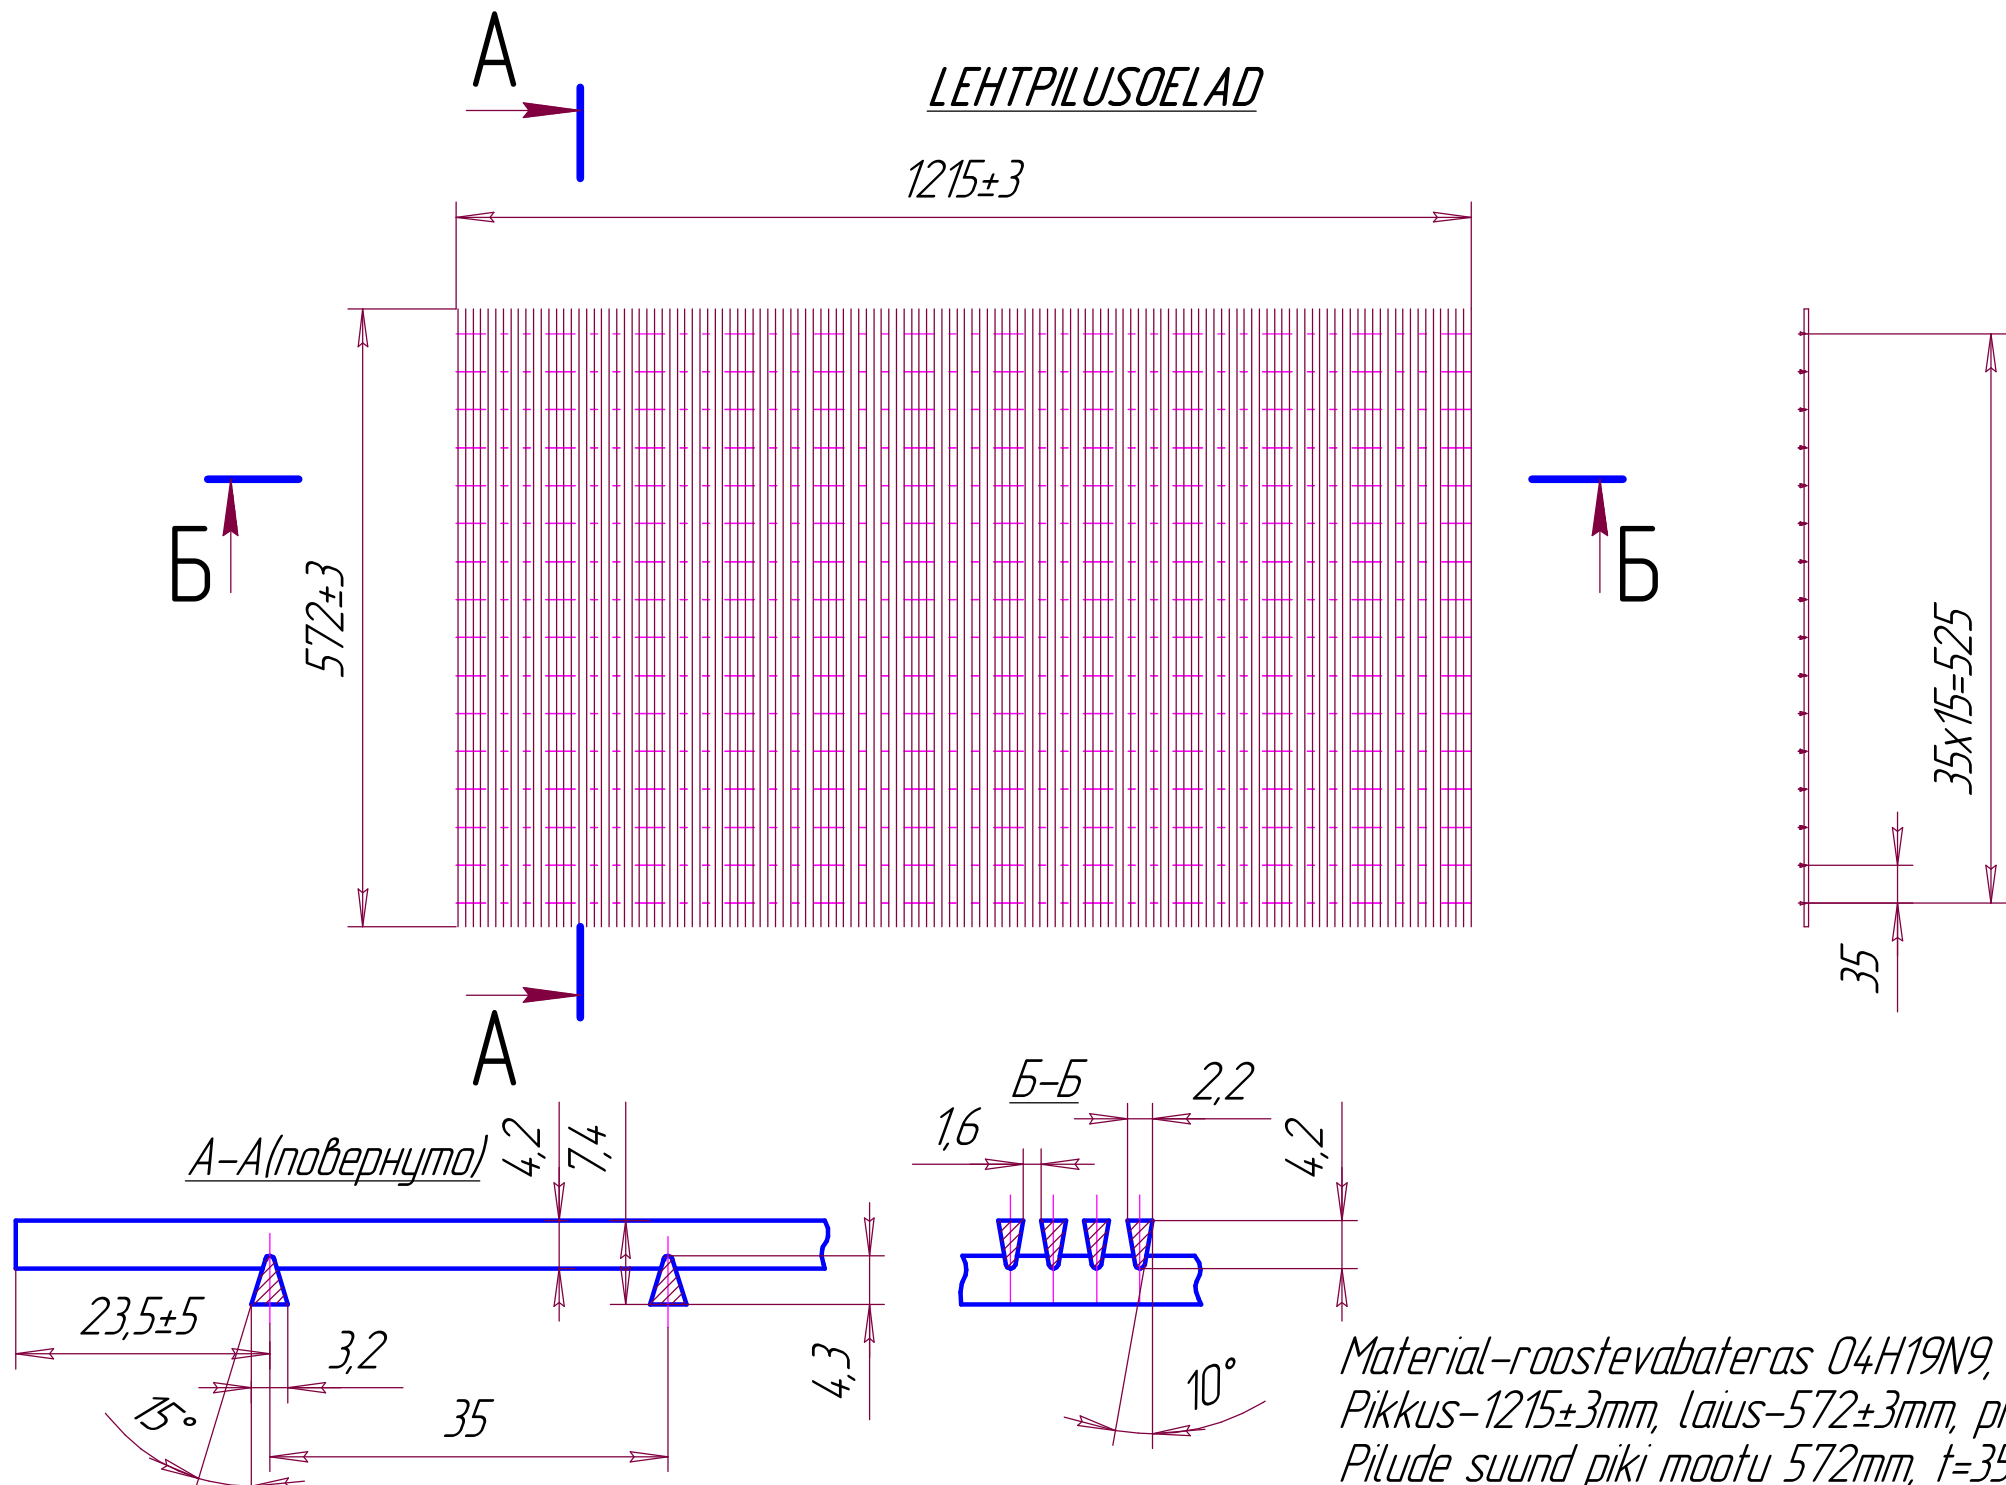 A
LEHTPILUSOELAD
1215±3
Б
Б
572±3
35х15=525
35
A
A-A(повернуто)
4,2
7,4
23,5±5
3,2
15°
35
4,3
Б-Б
1,6
2,2
4,2
10°
Material-roostevabateras 04H19N9,
Pikkus-1215±3mm, laius-572±3mm,
Pilude suund piki mootu 572mm, t=35